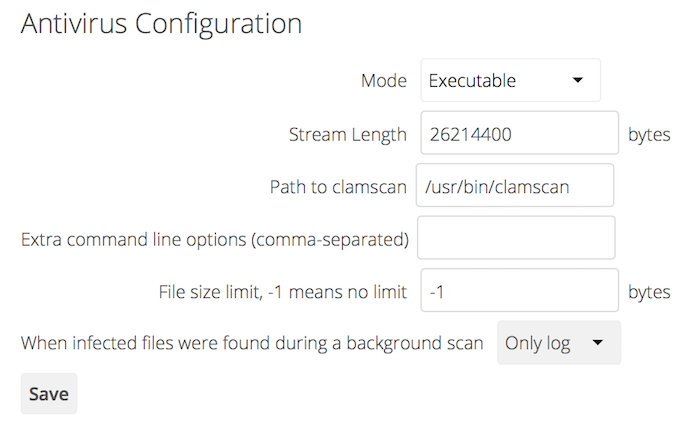 Antivirus Configuration
Mode Executable
Stream Length 26214400 bytes
Path to clamscan /usr/bin/clamscan
Extra command line options (comma-separated)
File size limit, -1 means no limit -1 bytes
When infected files were found during a background scan Only log
Save